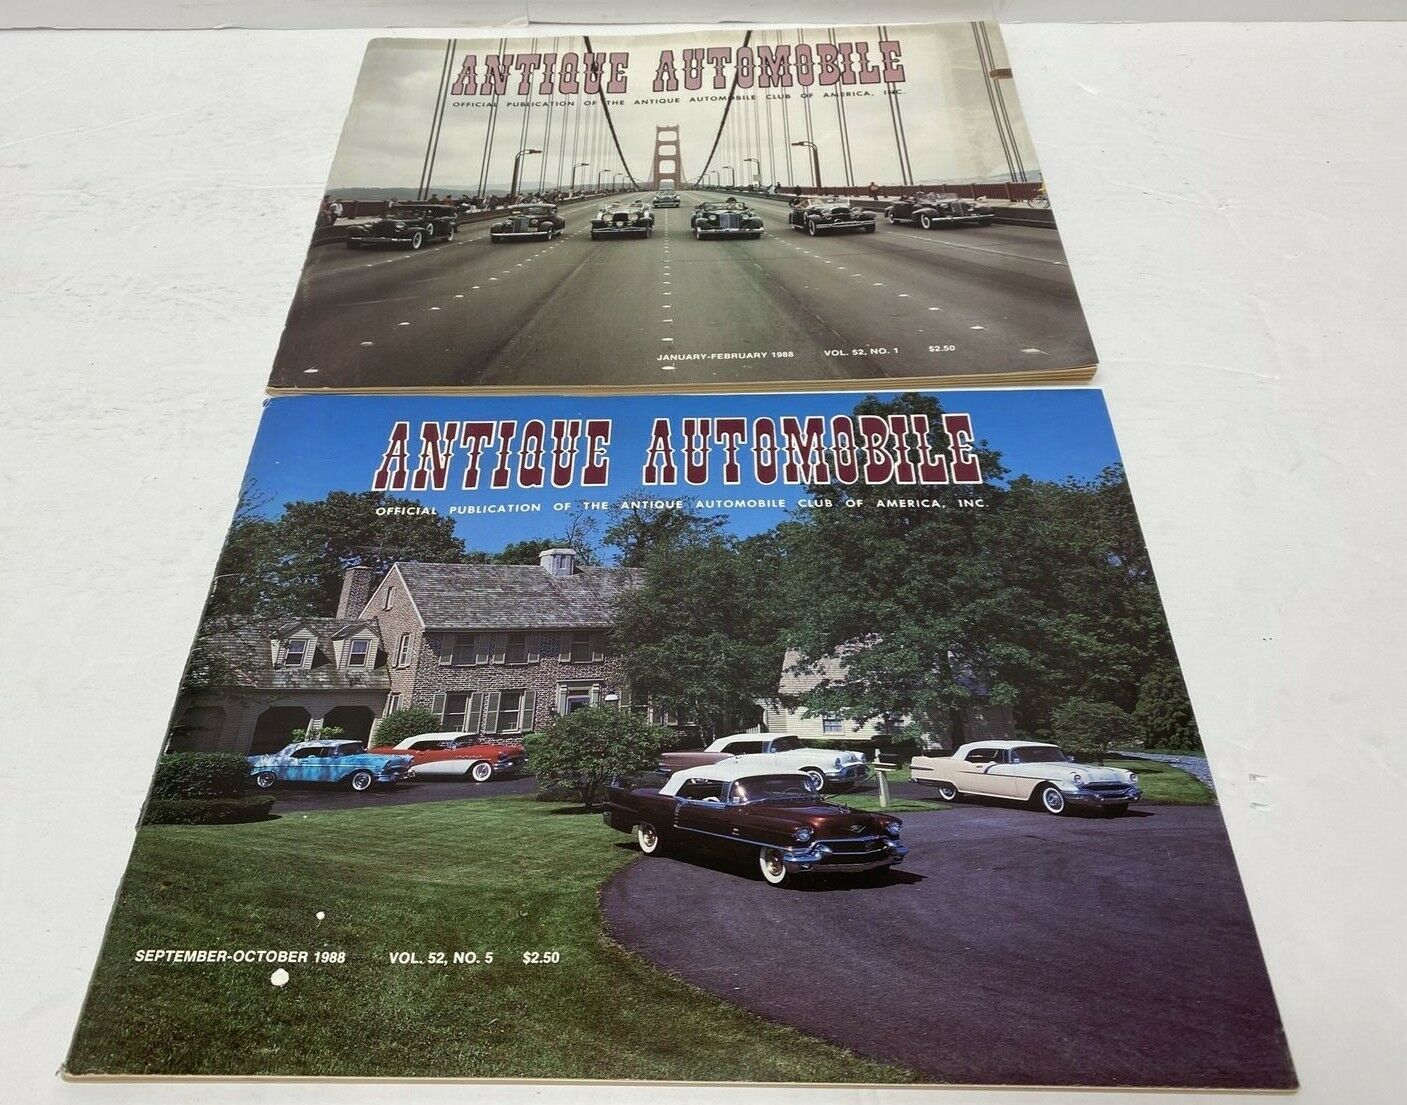 ANTIQUE AUTOMOBILE
OFFICIAL PUBLICATION OF THE ANTIQUE AUTOMOBILE CLUB OF AMERICA, INC.
JANUARY-FEBRUARY 1988 VOL. 52, NO. 1 $2.50
ANTIQUE AUTOMOBILE
OFFICIAL PUBLICATION OF THE ANTIQUE AUTOMOBILE CLUB OF AMERICA, INC.
SEPTEMBER-OCTOBER 1988 VOL. 52, NO. 5 $2.50